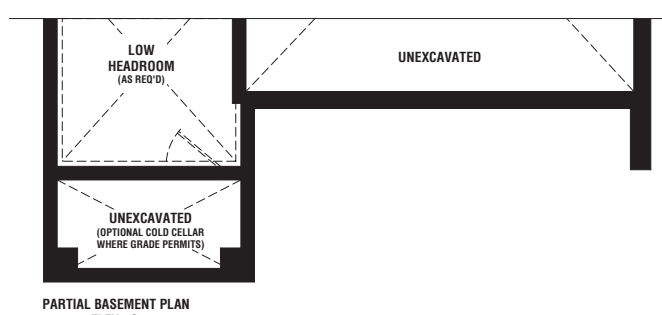 LOW
HEADROOM
(AS REQ'D)
UNEXCAVATED
UNEXCAVATED
(OPTIONAL COLD CELLAR
WHERE GRADE PERMITS)
PARTIAL BASEMENT PLAN